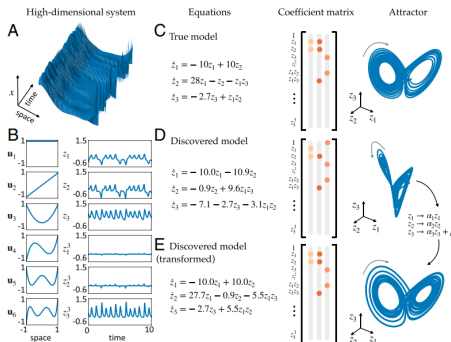 High-dimensional system
Equations
Coefficient matrix
Attractor
A
x
time
space
B
u₁
u₂
u₃
u₄
u₅
u₆
1
-1
1
-1
1
-1
1
-1
1
-1
1
-1
-1 1
space
z₁
z₂
z₃
z₁³
z₂³
z₃³
1.5
-0.6
1.5
-0.6
1.5
-0.6
1.5
-0.6
1.5
-0.6
1.5
-0.6
0 10
time
C
True model
ż₁ = − 10z₁ + 10z₂
ż₂ = 28z₁ − z₂ − z₁z₃
ż₃ = − 2.7z₃ + z₁z₂
z₃
z₂ z₁
D
Discovered model
ż₁ = − 10.0z₁ − 10.9z₂
ż₂ = − 0.9z₂ + 9.6z₁z₃
ż₃ = − 7.1 − 2.7z₃ − 3.1z₁z₂
z₃
z₂ z₁
z₁ → α₁z₁
z₂ → α₂z₂
z₃ → α₃z₃ +
E
Discovered model
(transformed)
ż₁ = − 10.0z₁ + 10.0z₂
ż₂ = 27.7z₁ − 0.9z₂ − 5.5z₁z₃
ż₃ = − 2.7z₃ + 5.5z₁z₂
z₃
z₂ z₁